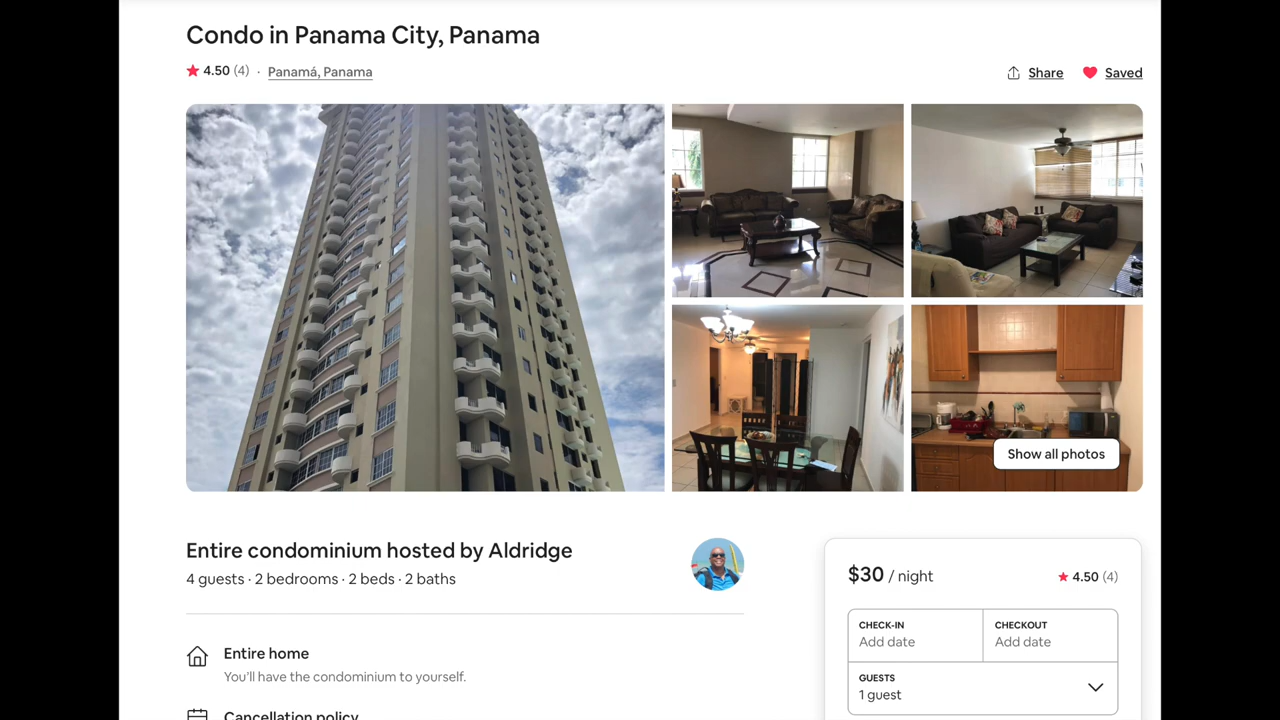 Condo in Panama City, Panama
4.50 (4) · Panamá, Panama
Share Saved
Show all photos
Entire condominium hosted by Aldridge
4 guests · 2 bedrooms · 2 beds · 2 baths
$30 / night 4.50 (4)
CHECK-IN CHECKOUT
Add date Add date
GUESTS
1 guest
Entire home
You’ll have the condominium to yourself.
Cancellation policy